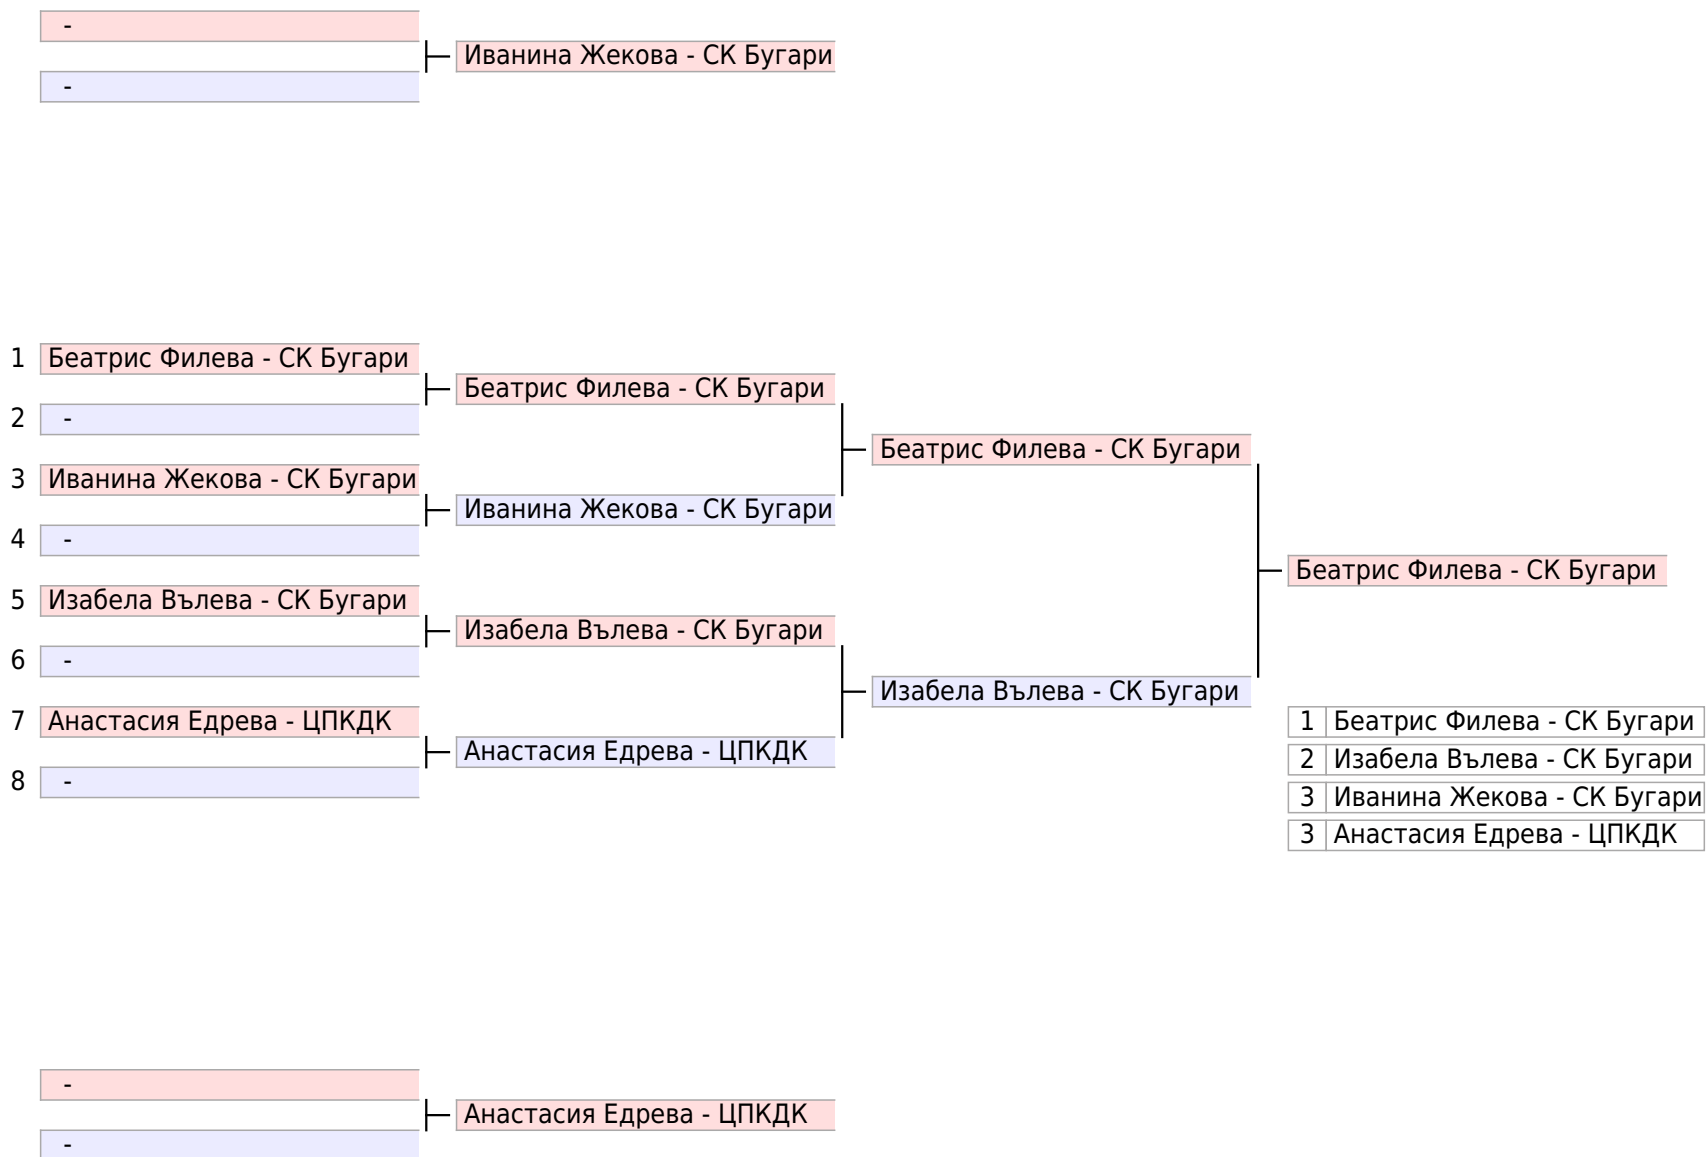 -
Иванина Жекова - СК Бугари
-
1 Беатрис Филева - СК Бугари
Беатрис Филева - СК Бугари
2 -
Беатрис Филева - СК Бугари
3 Иванина Жекова - СК Бугари
Иванина Жекова - СК Бугари
4 -
Беатрис Филева - СК Бугари
5 Изабела Вълева - СК Бугари
Изабела Вълева - СК Бугари
6 -
Изабела Вълева - СК Бугари
7 Анастасия Едрева - ЦПКДК
1 Беатрис Филева - СК Бугари
Анастасия Едрева - ЦПКДК
2 Изабела Вълева - СК Бугари
8 -
3 Иванина Жекова - СК Бугари
3 Анастасия Едрева - ЦПКДК
-
Анастасия Едрева - ЦПКДК
-